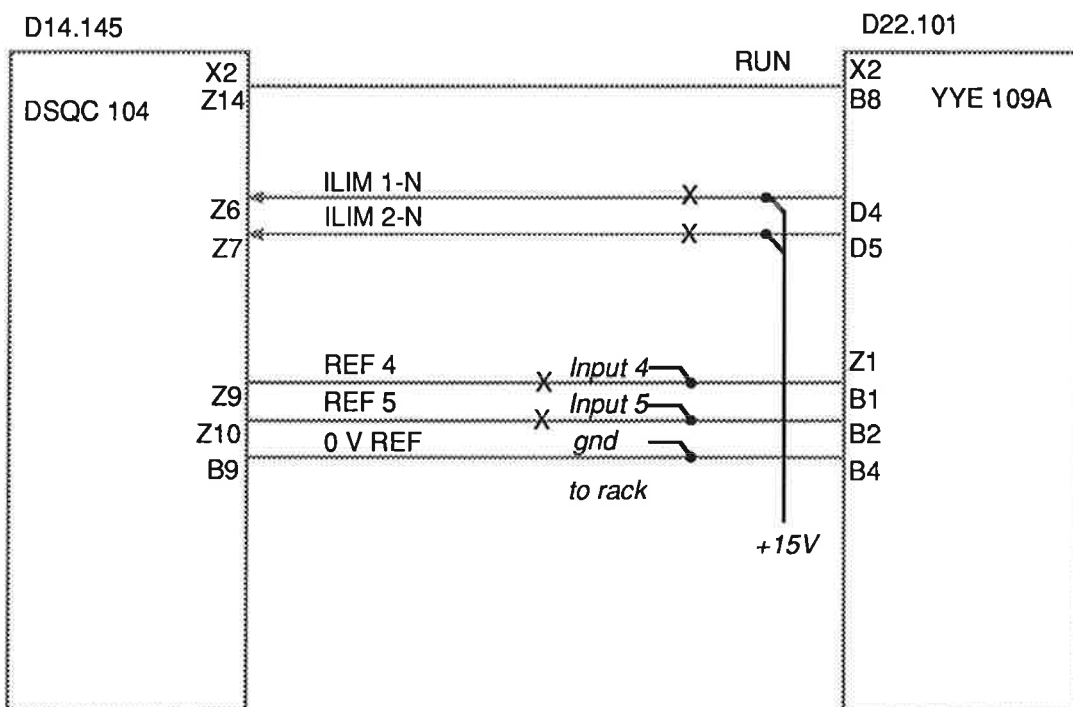 D14.145
D22.101
X2
RUN
X2
Z14
B8
DSQC 104
YYE 109A
ILIM 1-N
Z6
D4
ILIM 2-N
Z7
D5
REF 4
Input 4
Z1
Z9
B1
REF 5
Input 5
Z10
B2
0 V REF
gnd
B9
B4
to rack
+15V